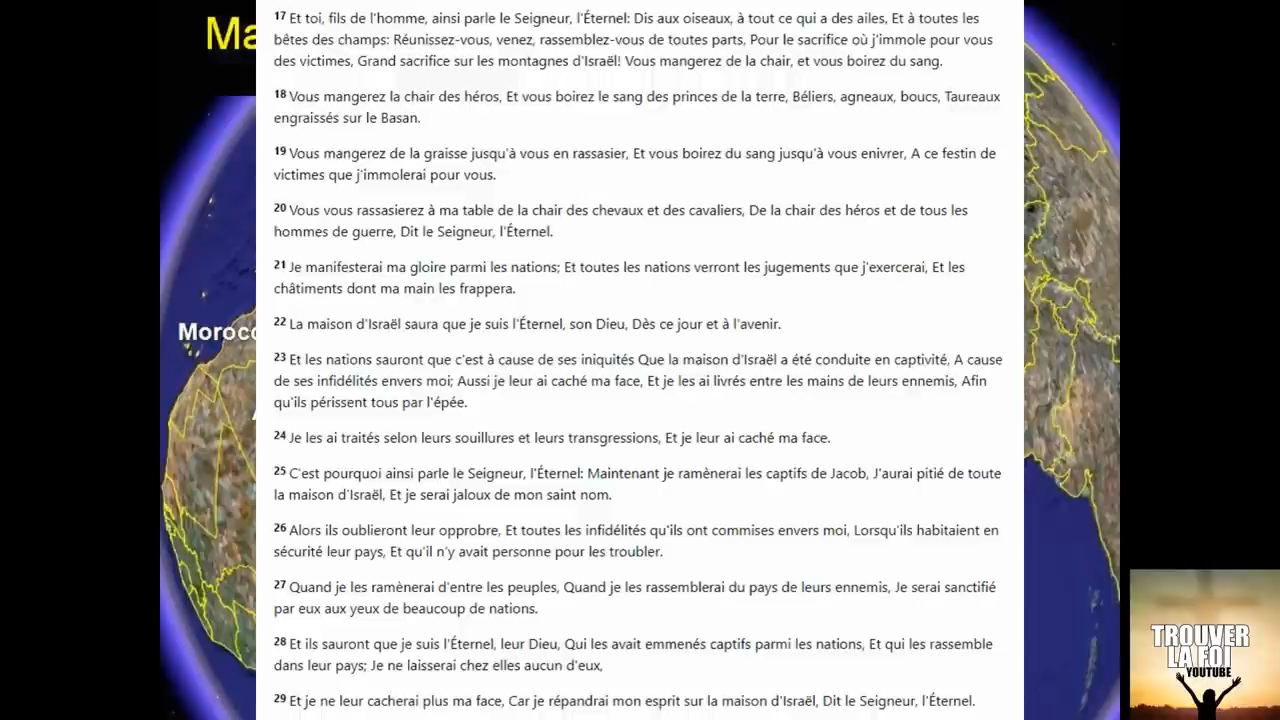 Ma
17 Et toi, fils de l'homme, ainsi parle le Seigneur, l'Éternel: Dis aux oiseaux, à tout ce qui a des ailes, Et à toutes les
bêtes des champs: Réunissez-vous, venez, rassemblez-vous de toutes parts, Pour le sacrifice où j'immole pour vous
des victimes, Grand sacrifice sur les montagnes d'Israël! Vous mangerez de la chair, et vous boirez du sang.
18 Vous mangerez la chair des héros, Et vous boirez le sang des princes de la terre, Béliers, agneaux, boucs, Taureaux
engraissés sur le Basan.
19 Vous mangerez de la graisse jusqu'à vous en rassasier, Et vous boirez du sang jusqu'à vous enivrer, A ce festin de
victimes que j'immolerai pour vous.
20 Vous vous rassasierez à ma table de la chair des chevaux et des cavaliers, De la chair des héros et de tous les
hommes de guerre, Dit le Seigneur, l'Éternel.
21 Je manifesterai ma gloire parmi les nations; Et toutes les nations verront les jugements que j'exercerai, Et les
châtiments dont ma main les frappera.
22 La maison d'Israël saura que je suis l'Éternel, son Dieu, Dès ce jour et à l'avenir.
Moroc
23 Et les nations sauront que c'est à cause de ses iniquités Que la maison d'Israël a été conduite en captivité, A cause
de ses infidélités envers moi; Aussi je leur ai caché ma face, Et je les ai livrés entre les mains de leurs ennemis, Afin
qu'ils périssent tous par l'épée.
24 Je les ai traités selon leurs souillures et leurs transgressions, Et je leur ai caché ma face.
25 C'est pourquoi ainsi parle le Seigneur, l'Éternel: Maintenant je ramènerai les captifs de Jacob, J'aurai pitié de toute
la maison d'Israël, Et je serai jaloux de mon saint nom.
26 Alors ils oublieront leur opprobre, Et toutes les infidélités qu'ils ont commises envers moi, Lorsqu'ils habitaient en
sécurité leur pays, Et qu'il n'y avait personne pour les troubler.
27 Quand je les ramènerai d'entre les peuples, Quand je les rassemblerai du pays de leurs ennemis, Je serai sanctifié
par eux aux yeux de beaucoup de nations.
28 Et ils sauront que je suis l'Éternel, leur Dieu, Qui les avait emmenés captifs parmi les nations, Et qui les rassemble
dans leur pays; Je ne laisserai chez elles aucun d'eux,
29 Et je ne leur cacherai plus ma face, Car je répandrai mon esprit sur la maison d'Israël, Dit le Seigneur, l'Éternel.
TROUVER
LA FOI
YOUTUBE